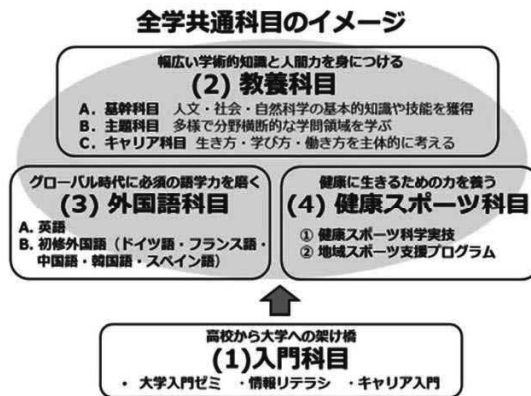 全学共通科目のイメージ
幅広い学術的知識と人間力を身につける
(2) 教養科目
A. 基幹科目 人文・社会・自然科学の基本的知識や技能を獲得
B. 主題科目 多様で分野横断的な学問領域を学ぶ
C. キャリア科目 生き方・学び方・働き方を主体的に考える
グローバル時代に必須の語学力を磨く
(3) 外国語科目
A. 英語
B. 初修外国語（ドイツ語・フランス語・
中国語・韓国語・スペイン語）
健康に生きるための力を養う
(4) 健康スポーツ科目
① 健康スポーツ科学実技
② 地域スポーツ支援プログラム
高校から大学への架け橋
(1)入門科目
・ 大学入門ゼミ ・情報リテラシ ・キャリア入門